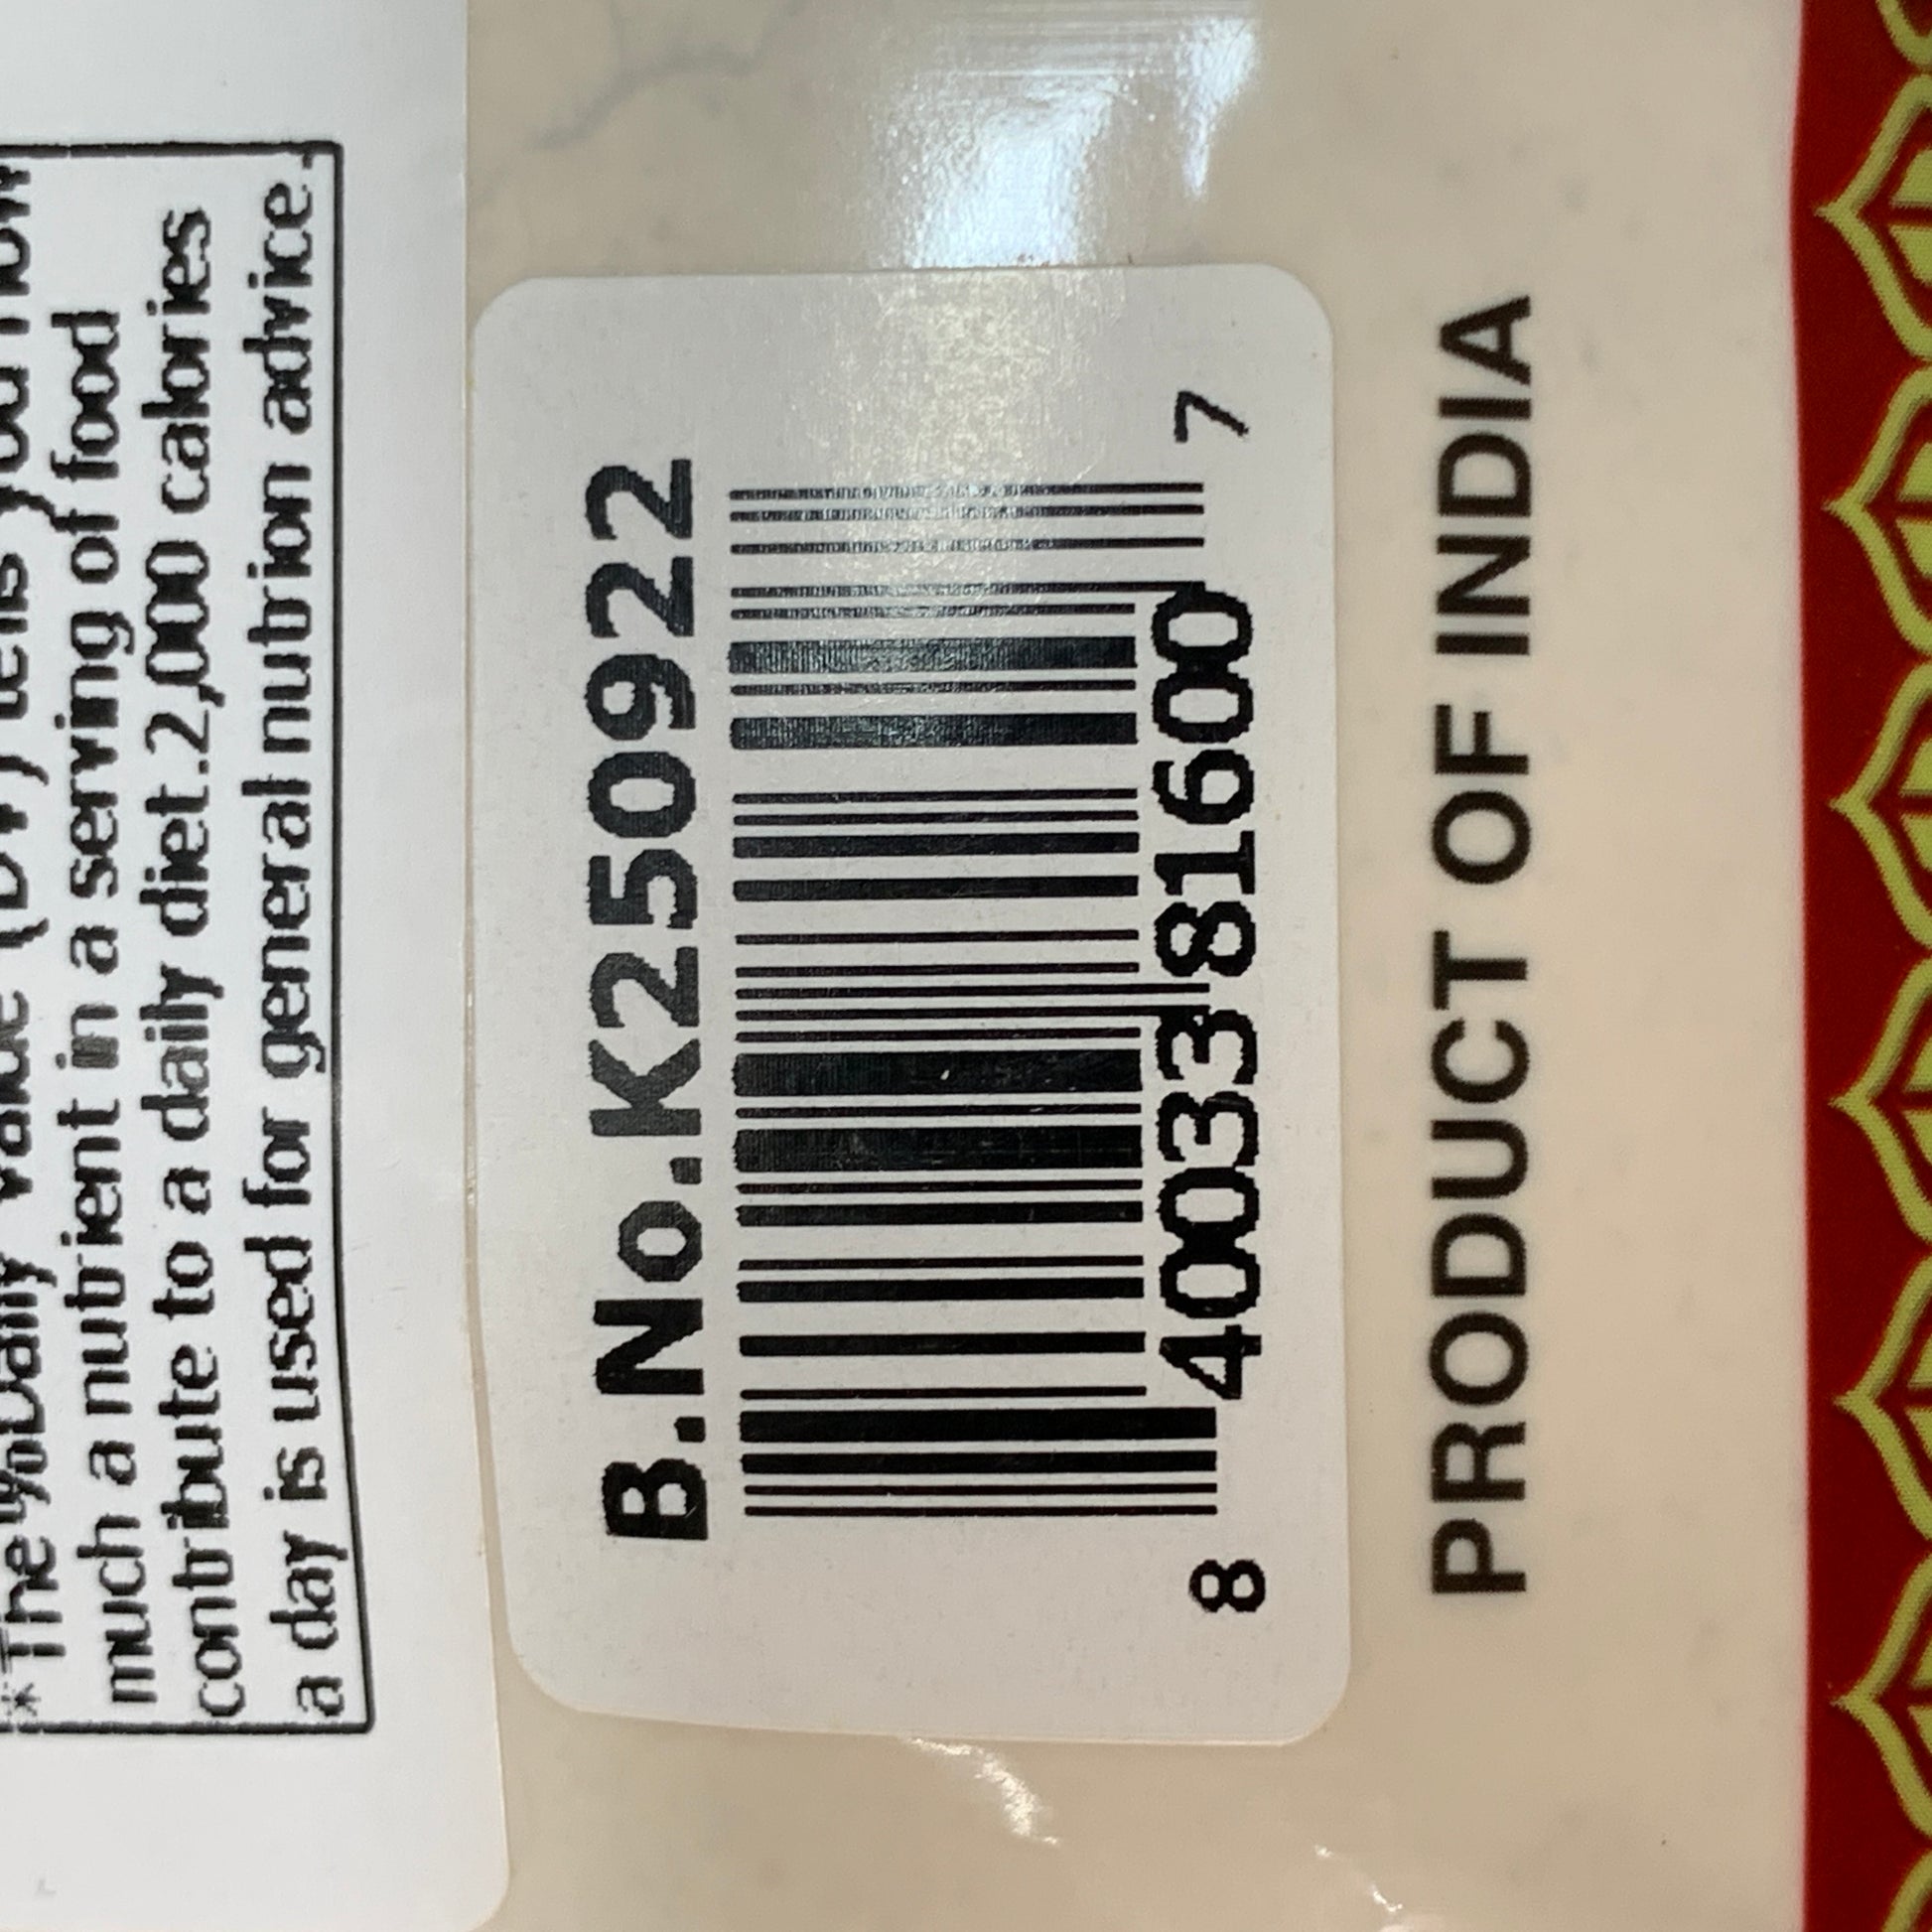 *The %Daily Value (DV) tells you how
much a nutrient in a serving of food
contribute to a daily diet.2,000 calories
a day is used for general nutrition advice.
B.No.K250922
8 40033 81600 7
PRODUCT OF INDIA